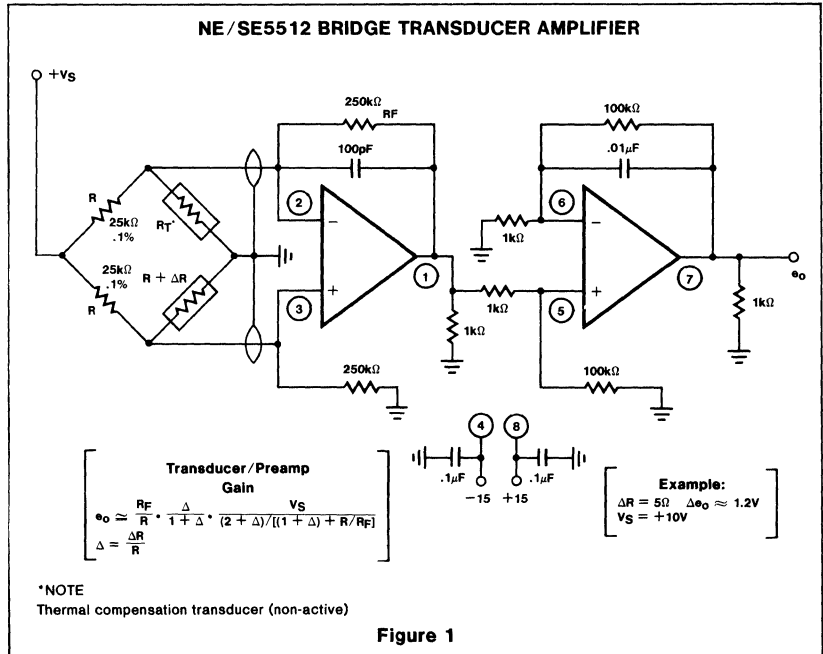 NE/SE5512 BRIDGE TRANSDUCER AMPLIFIER
+VS
250kΩ
RF
100pF
100kΩ
.01μF
R
25kΩ
.1%
RT*
25kΩ
.1%
R
R + ΔR
2
−
3
+
1
1kΩ
1kΩ
1kΩ
6
−
5
+
7
eo
1kΩ
250kΩ
100kΩ
4
8
.1μF
.1μF
−15
+15
Transducer/Preamp
Gain
eo ≃ RF/R · Δ/(1 + Δ) · VS/((2 + Δ)/[(1 + Δ) + R/RF])
Δ = ΔR/R
Example:
ΔR = 5Ω Δeo ≈ 1.2V
VS = +10V
*NOTE
Thermal compensation transducer (non-active)
Figure 1